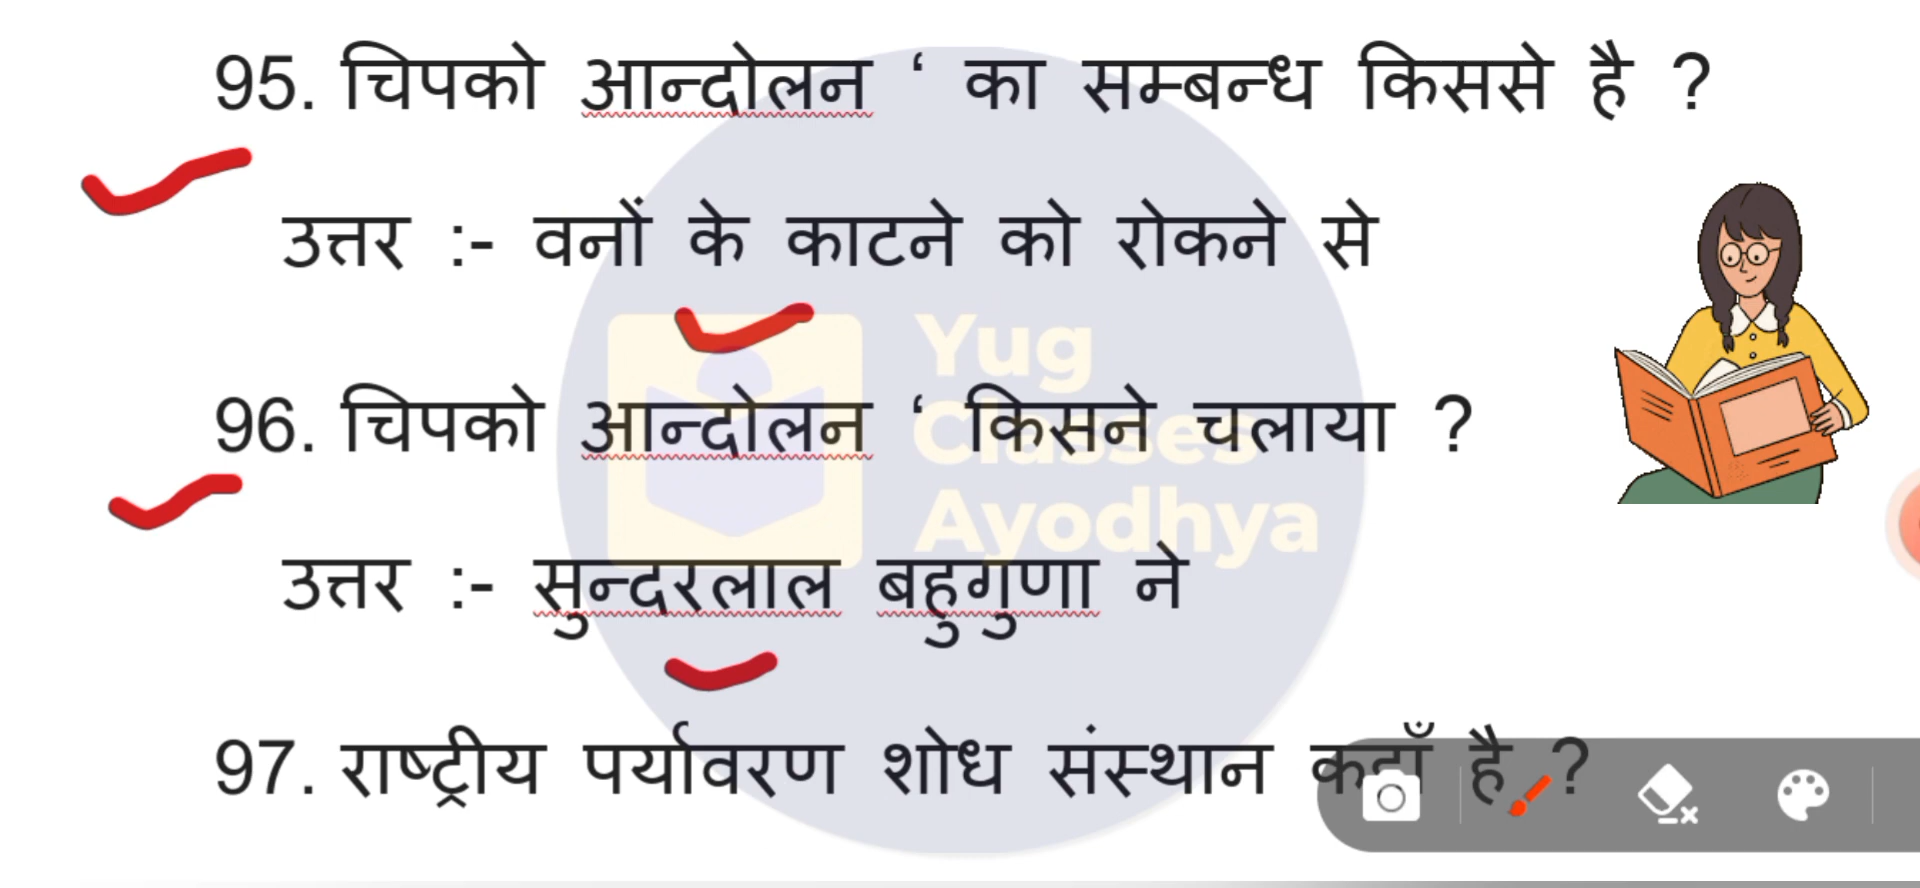 95. चिपको आन्दोलन ‘ का सम्बन्ध किससे है ?
उत्तर :- वनों के काटने को रोकने से
96. चिपको आन्दोलन ‘ किसने चलाया ?
उत्तर :- सुन्दरलाल बहुगुणा ने
97. राष्ट्रीय पर्यावरण शोध संस्थान कहाँ है ?
Yug
Classes
Ayodhya